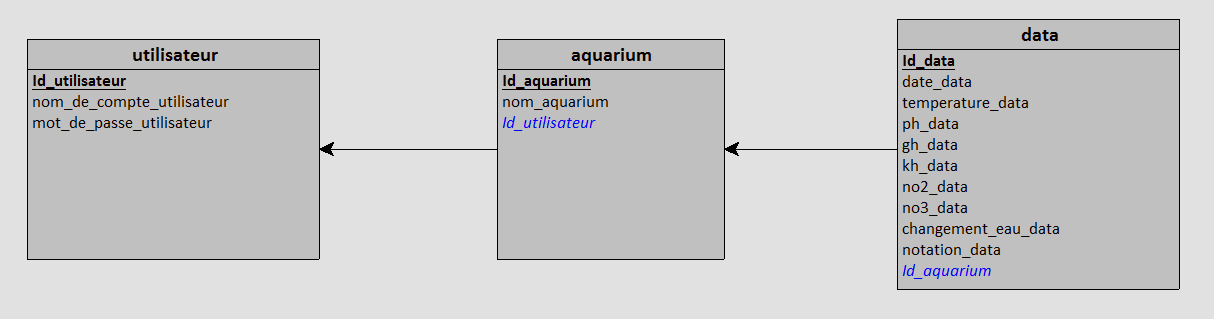 utilisateur
Id_utilisateur
nom_de_compte_utilisateur
mot_de_passe_utilisateur
aquarium
Id_aquarium
nom_aquarium
Id_utilisateur
data
Id_data
date_data
temperature_data
ph_data
gh_data
kh_data
no2_data
no3_data
changement_eau_data
notation_data
Id_aquarium